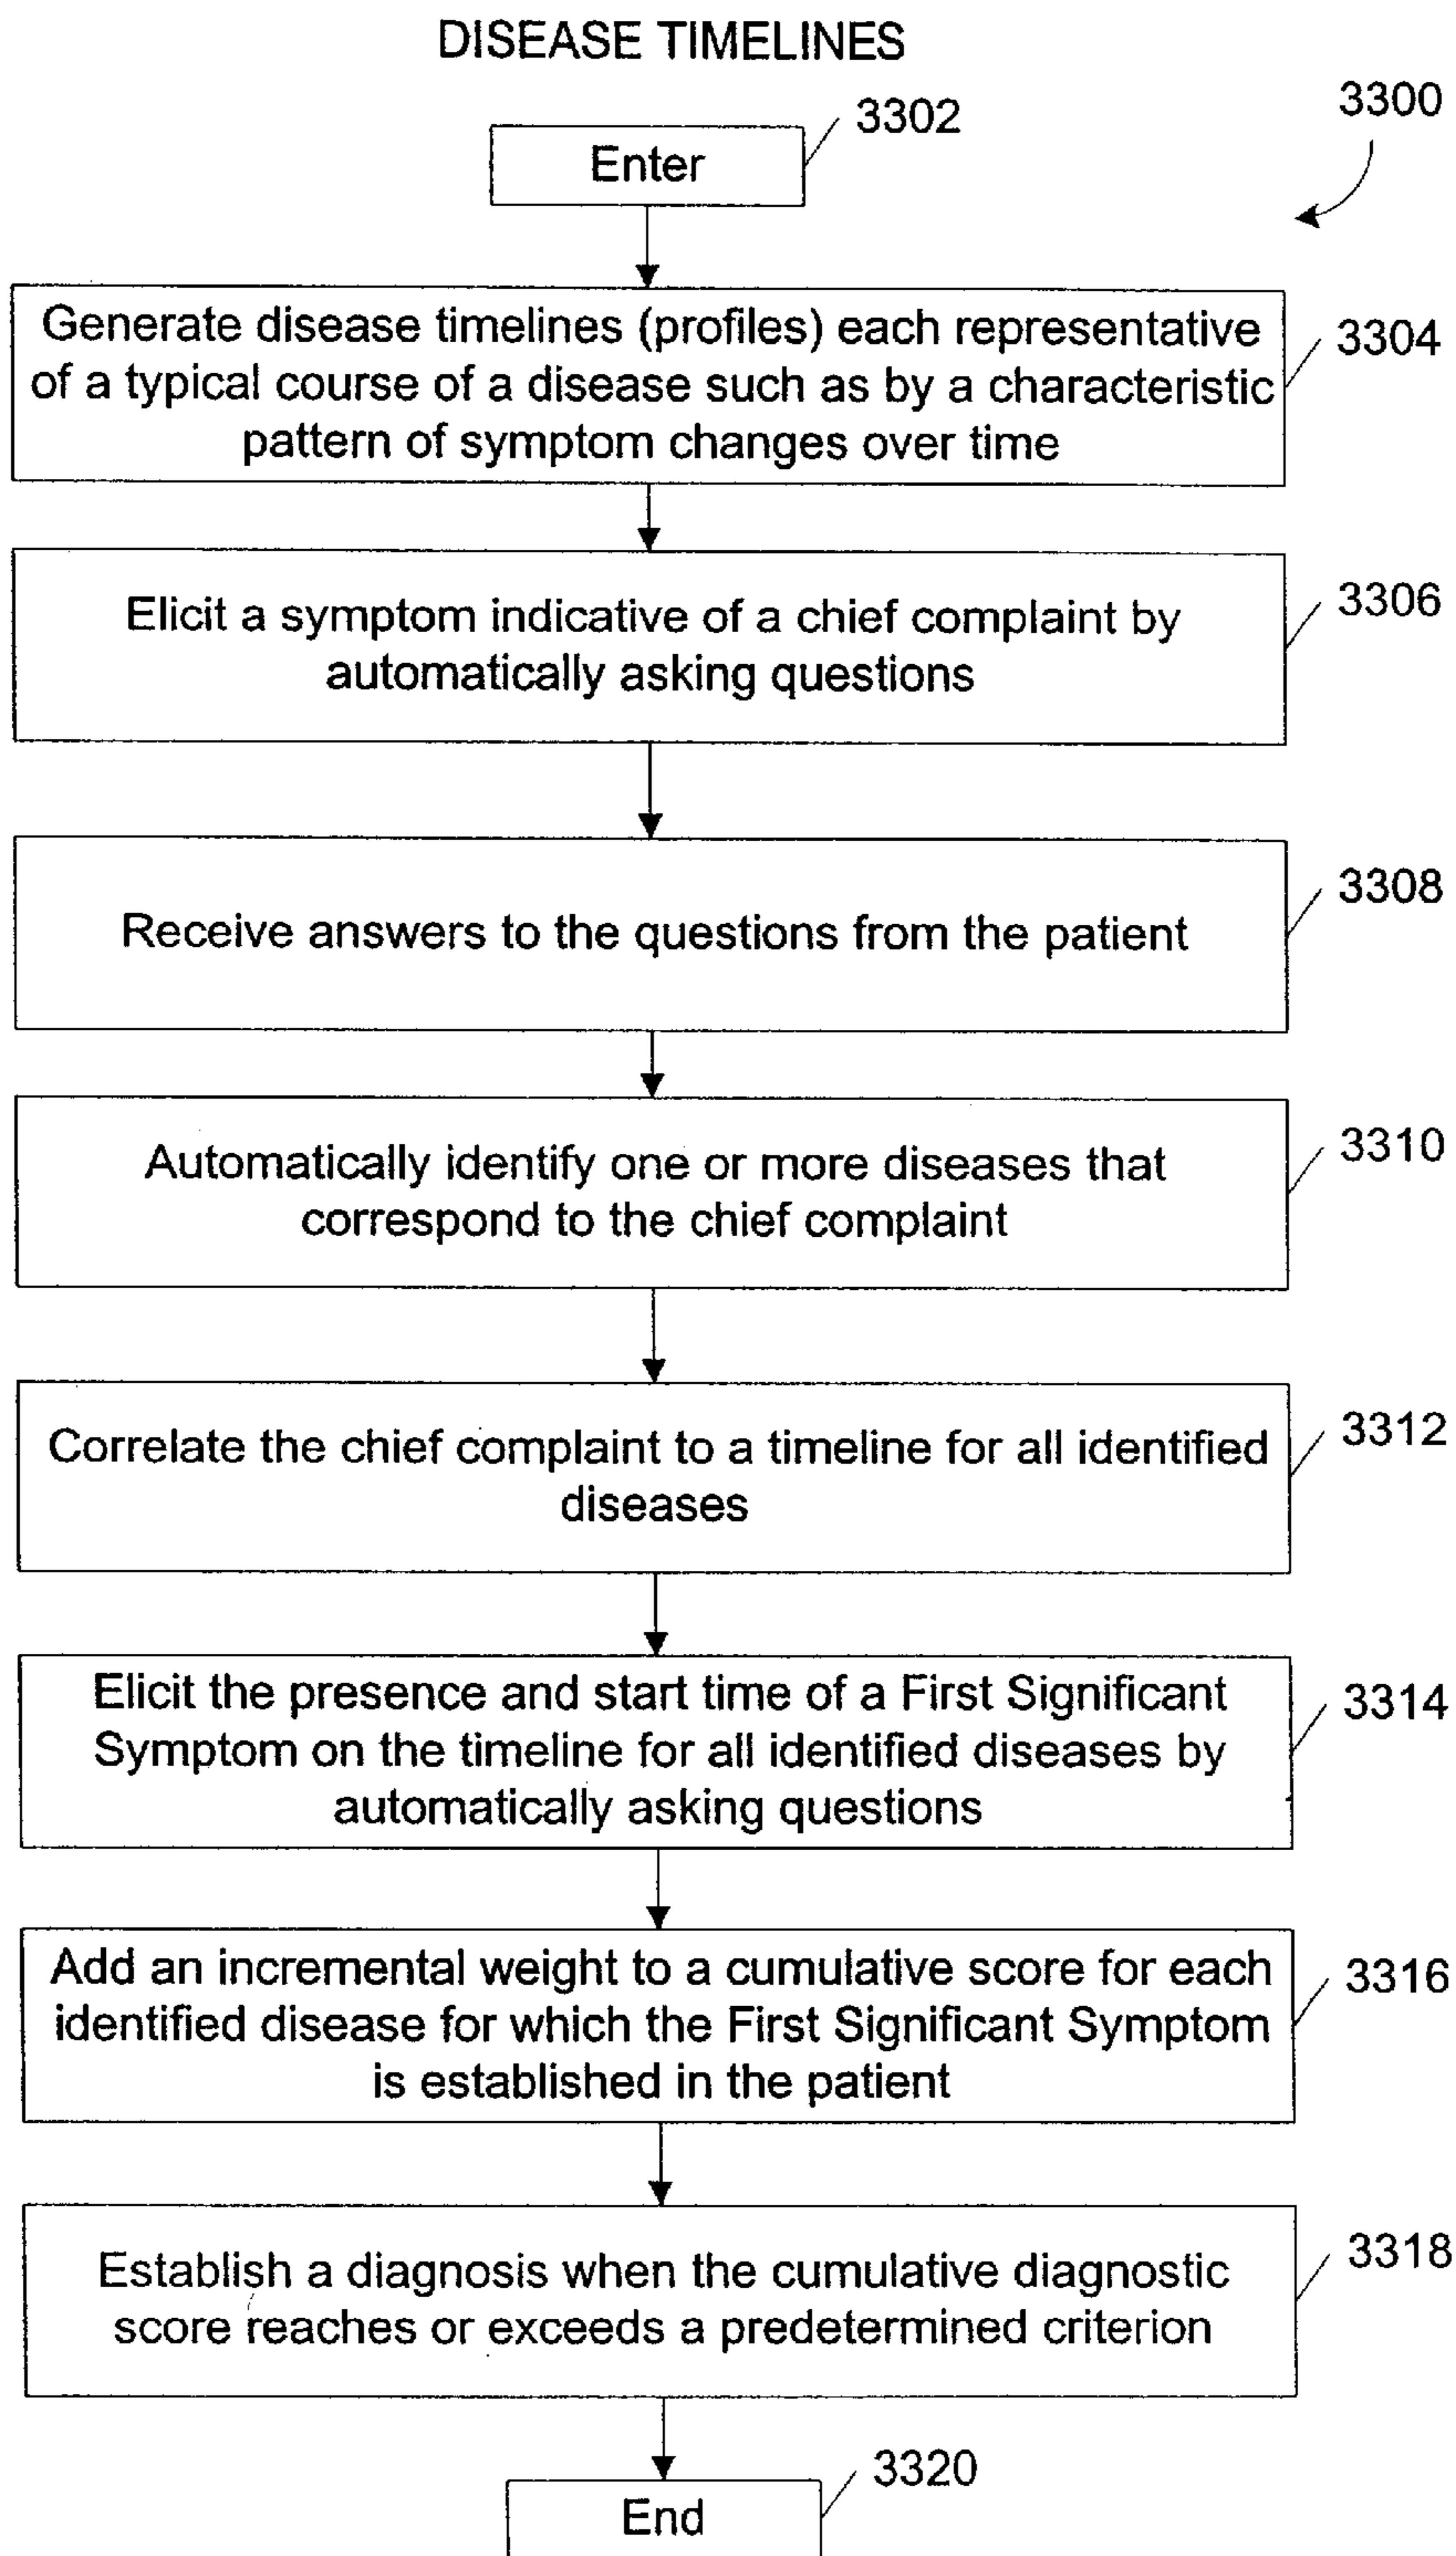 DISEASE TIMELINES
3300
Enter
3302
Generate disease timelines (profiles) each representative
of a typical course of a disease such as by a characteristic
pattern of symptom changes over time
3304
Elicit a symptom indicative of a chief complaint by
automatically asking questions
3306
Receive answers to the questions from the patient
3308
Automatically identify one or more diseases that
correspond to the chief complaint
3310
Correlate the chief complaint to a timeline for all identified
diseases
3312
Elicit the presence and start time of a First Significant
Symptom on the timeline for all identified diseases by
automatically asking questions
3314
Add an incremental weight to a cumulative score for each
identified disease for which the First Significant Symptom
is established in the patient
3316
Establish a diagnosis when the cumulative diagnostic
score reaches or exceeds a predetermined criterion
3318
End
3320